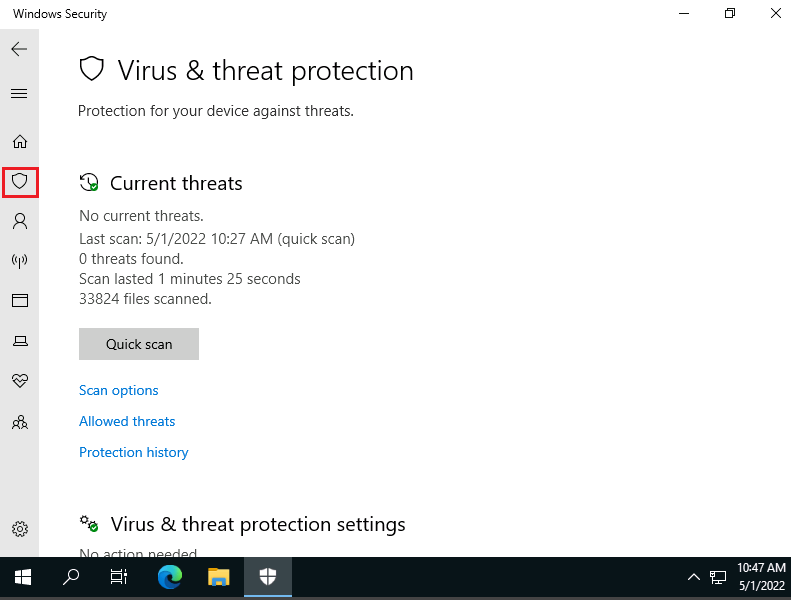 Windows Security
Virus & threat protection
Protection for your device against threats.
Current threats
No current threats.
Last scan: 5/1/2022 10:27 AM (quick scan)
0 threats found.
Scan lasted 1 minutes 25 seconds
33824 files scanned.
Quick scan
Scan options
Allowed threats
Protection history
Virus & threat protection settings
No action needed.
10:47 AM
5/1/2022